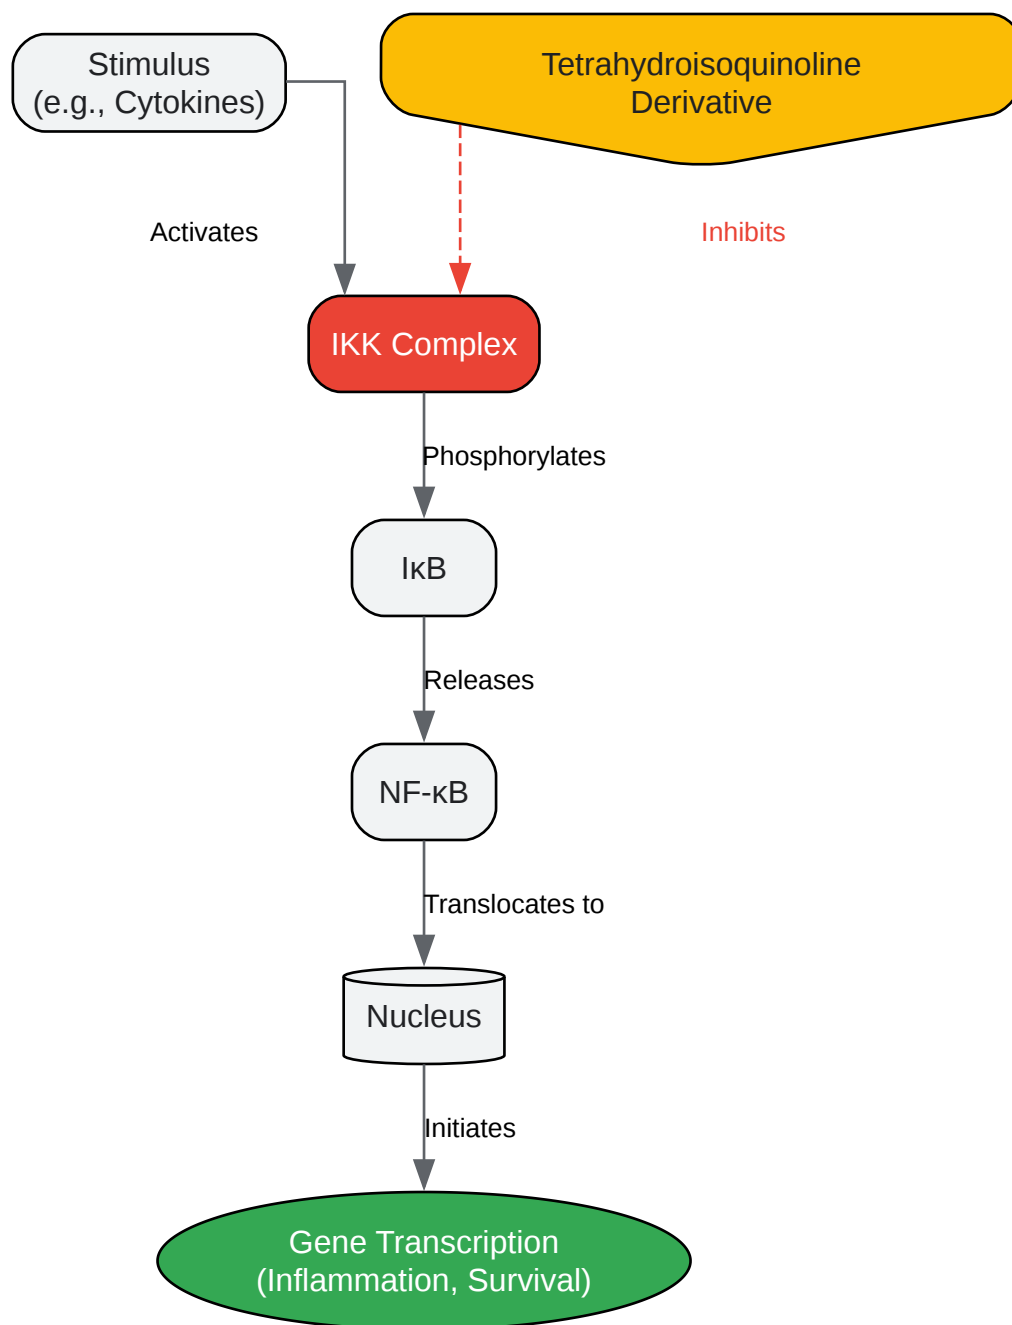 Stimulus
(e.g., Cytokines)
Tetrahydroisoquinoline
Derivative
Activates
Inhibits
IKK Complex
Phosphorylates
IκB
Releases
NF-κB
Translocates to
Nucleus
Initiates
Gene Transcription
(Inflammation, Survival)